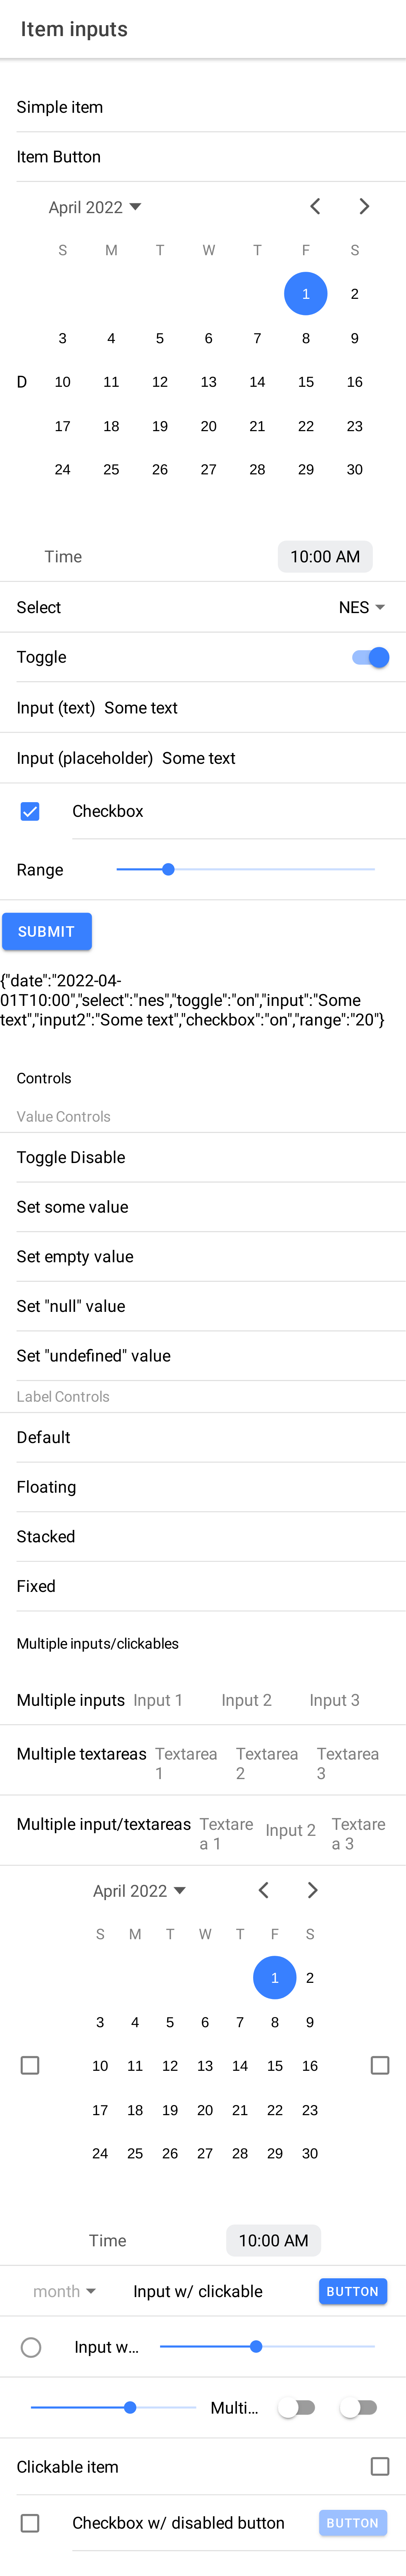 Item inputs
Simple item
Item Button
April 2022
S M T W T F S
1 2
3 4 5 6 7 8 9
D 10 11 12 13 14 15 16
17 18 19 20 21 22 23
24 25 26 27 28 29 30
Time 10:00 AM
Select NES
Toggle
Input (text) Some text
Input (placeholder) Some text
Checkbox
Range
SUBMIT
{"date":"2022-04-
01T10:00","select":"nes","toggle":"on","input":"Some
text","input2":"Some text","checkbox":"on","range":"20"}
Controls
Value Controls
Toggle Disable
Set some value
Set empty value
Set "null" value
Set "undefined" value
Label Controls
Default
Floating
Stacked
Fixed
Multiple inputs/clickables
Multiple inputs Input 1 Input 2 Input 3
Multiple textareas Textarea Textarea Textarea
1 2 3
Multiple input/textareas Textare Input 2 Textare
a 1 a 3
April 2022
S M T W T F S
1 2
3 4 5 6 7 8 9
10 11 12 13 14 15 16
17 18 19 20 21 22 23
24 25 26 27 28 29 30
Time 10:00 AM
month Input w/ clickable BUTTON
Input w...
Multi...
Clickable item
Checkbox w/ disabled button BUTTON